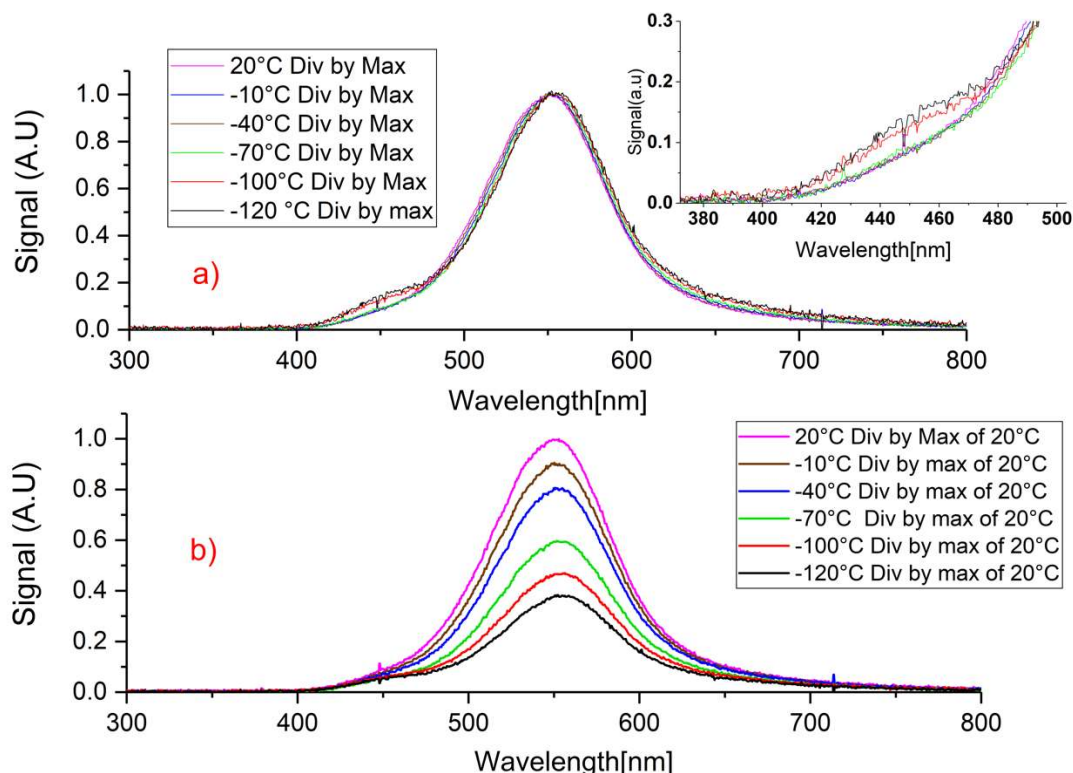 20°C Div by Max
-10°C Div by Max
-40°C Div by Max
-70°C Div by Max
-100°C Div by Max
-120 °C Div by max
Signal (A.U)
1.0
0.8
0.6
0.4
0.2
0.0
a)
300 400 500 600 700 800
Wavelength[nm]
Signal(a.u)
0.3
0.2
0.1
0.0
380 400 420 440 460 480 500
Wavelength[nm]
Signal (A.U)
1.0
0.8
0.6
0.4
0.2
0.0
b)
20°C Div by Max of 20°C
-10°C Div by max of 20°C
-40°C Div by max of 20°C
-70°C  Div by max of 20°C
-100°C Div by max of 20°C
-120°C Div by max of 20°C
300 400 500 600 700 800
Wavelength[nm]